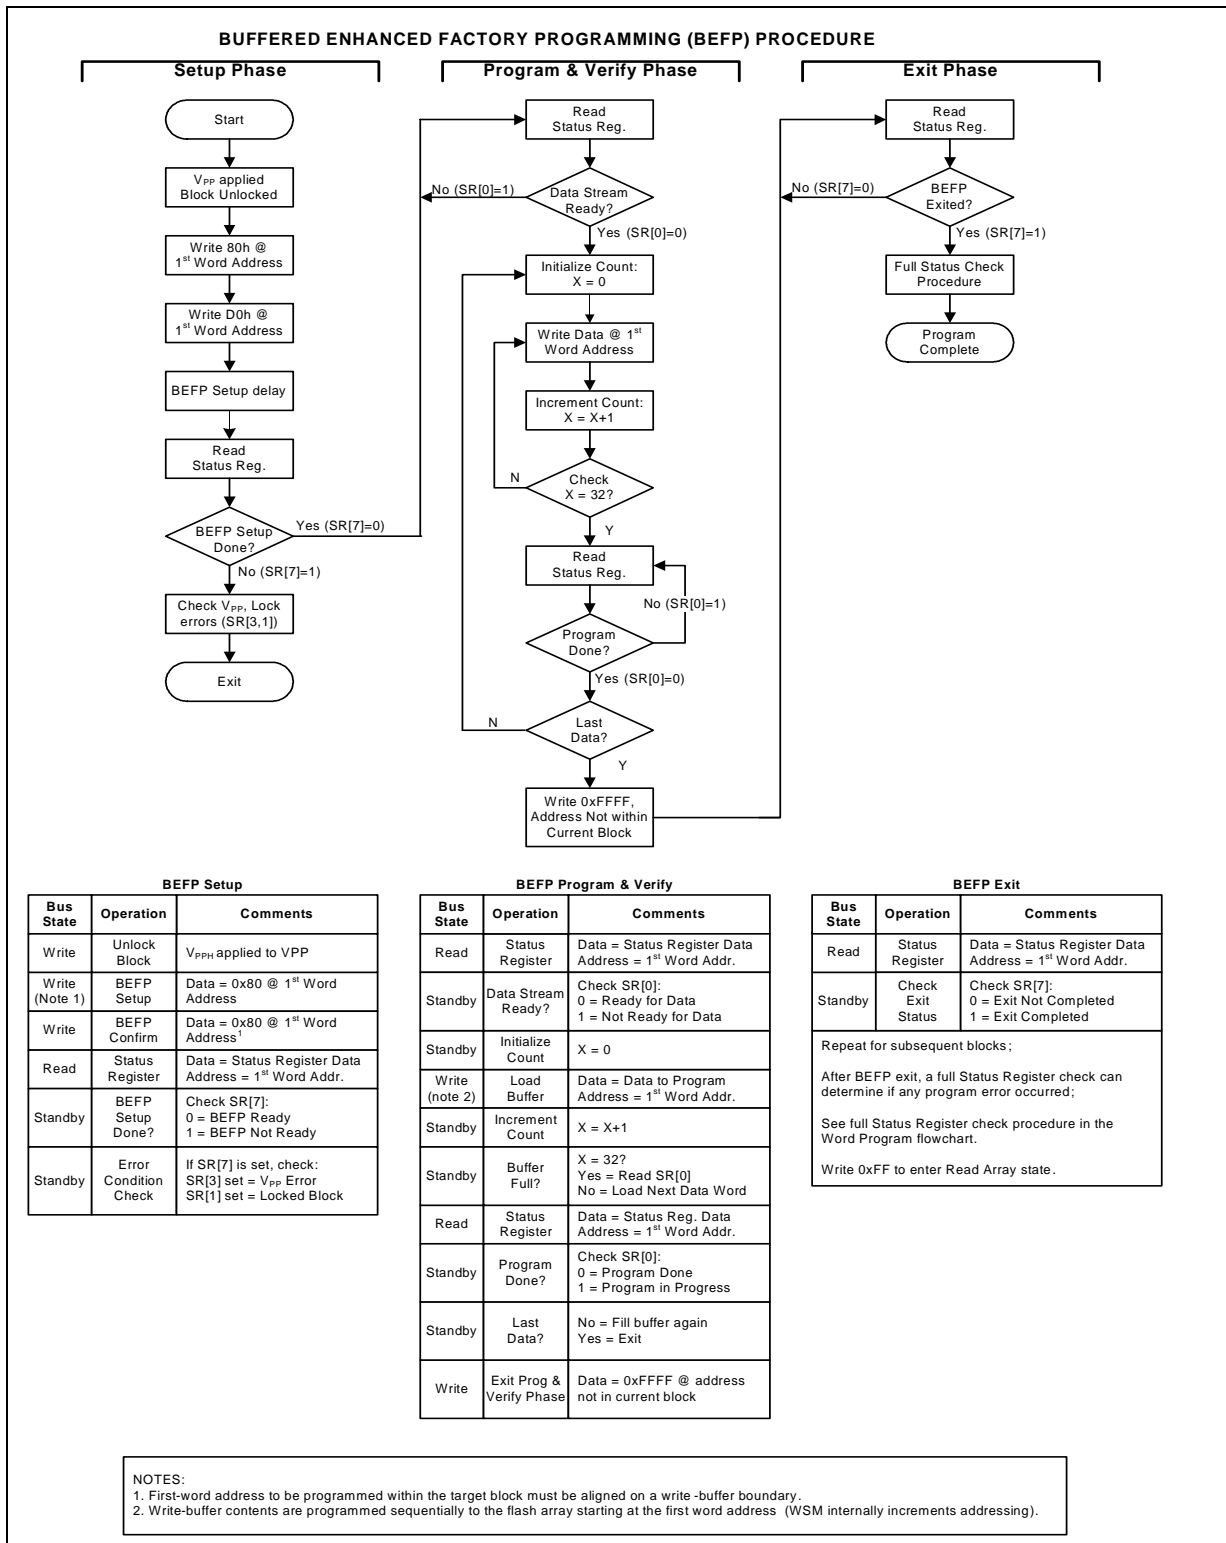 BUFFERED ENHANCED FACTORY PROGRAMMING (BEFP) PROCEDURE
Setup Phase
Program & Verify Phase
Exit Phase
Start
VPP applied
Block Unlocked
Write 80h @
1st Word Address
Write D0h @
1st Word Address
BEFP Setup delay
Read
Status Reg.
BEFP Setup
Done?
Yes (SR[7]=0)
No (SR[7]=1)
Check VPP, Lock
errors (SR[3,1])
Exit
Read
Status Reg.
No (SR[0]=1)
Data Stream
Ready?
Yes (SR[0]=0)
Initialize Count:
X = 0
Write Data @ 1st
Word Address
Increment Count:
X = X+1
N
Check
X = 32?
Y
Read
Status Reg.
No (SR[0]=1)
Program
Done?
Yes (SR[0]=0)
N
Last
Data?
Y
Write 0xFFFF,
Address Not within
Current Block
Read
Status Reg.
No (SR[7]=0)
BEFP
Exited?
Yes (SR[7]=1)
Full Status Check
Procedure
Program
Complete
BEFP Setup
Bus
State
Operation
Comments
Write
Unlock
Block
VPPH applied to VPP
Write
(Note 1)
BEFP
Setup
Data = 0x80 @ 1st Word
Address
Write
BEFP
Confirm
Data = 0x80 @ 1st Word
Address1
Read
Status
Register
Data = Status Register Data
Address = 1st Word Addr.
Standby
BEFP
Setup
Done?
Check SR[7]:
0 = BEFP Ready
1 = BEFP Not Ready
Standby
Error
Condition
Check
If SR[7] is set, check:
SR[3] set = VPP Error
SR[1] set = Locked Block
BEFP Program & Verify
Bus
State
Operation
Comments
Read
Status
Register
Data = Status Register Data
Address = 1st Word Addr.
Standby
Data Stream
Ready?
Check SR[0]:
0 = Ready for Data
1 = Not Ready for Data
Standby
Initialize
Count
X = 0
Write
(note 2)
Load
Buffer
Data = Data to Program
Address = 1st Word Addr.
Standby
Increment
Count
X = X+1
Standby
Buffer
Full?
X = 32?
Yes = Read SR[0]
No = Load Next Data Word
Read
Status
Register
Data = Status Reg. Data
Address = 1st Word Addr.
Standby
Program
Done?
Check SR[0]:
0 = Program Done
1 = Program in Progress
Standby
Last
Data?
No = Fill buffer again
Yes = Exit
Write
Exit Prog &
Verify Phase
Data = 0xFFFF @ address
not in current block
BEFP Exit
Bus
State
Operation
Comments
Read
Status
Register
Data = Status Register Data
Address = 1st Word Addr.
Standby
Check
Exit
Status
Check SR[7]:
0 = Exit Not Completed
1 = Exit Completed
Repeat for subsequent blocks;
After BEFP exit, a full Status Register check can
determine if any program error occurred;
See full Status Register check procedure in the
Word Program flowchart.
Write 0xFF to enter Read Array state.
NOTES:
1. First-word address to be programmed within the target block must be aligned on a write -buffer boundary.
2. Write-buffer contents are programmed sequentially to the flash array starting at the first word address (WSM internally increments addressing).